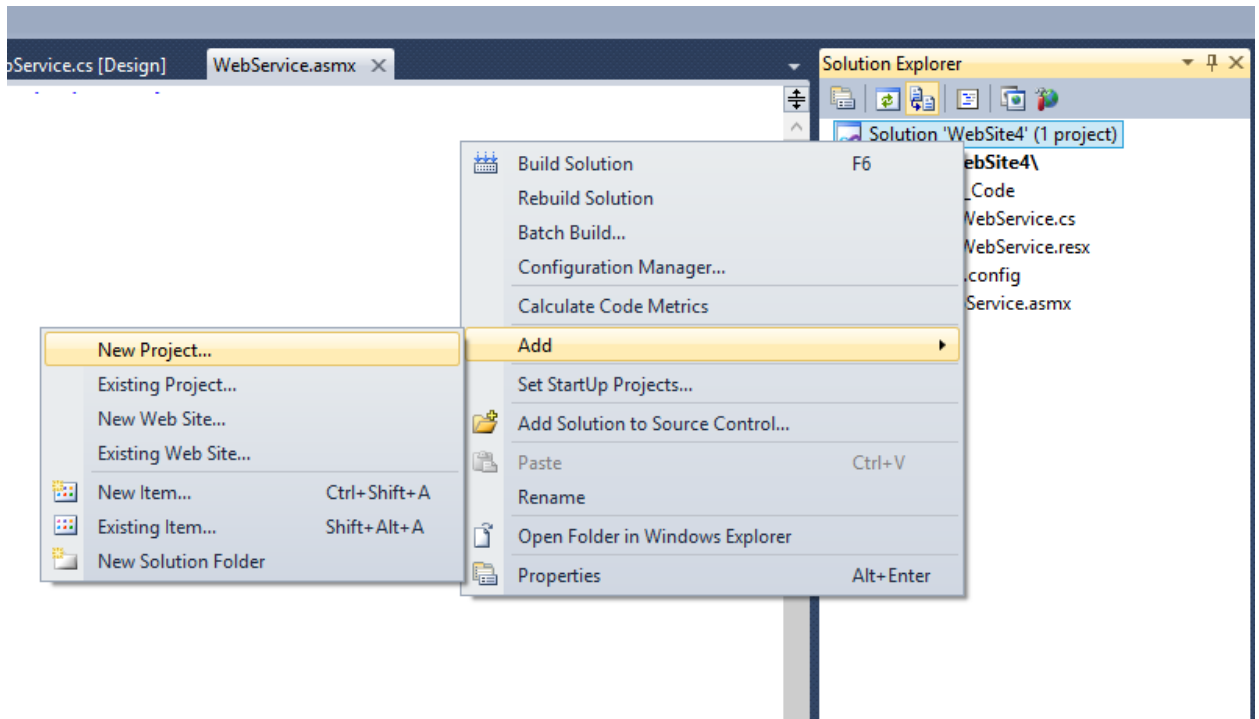 Service.cs [Design]
WebService.asmx
Solution Explorer
Solution 'WebSite4' (1 project)
ebSite4\
_Code
WebService.cs
WebService.resx
.config
Service.asmx
Build Solution F6
Rebuild Solution
Batch Build...
Configuration Manager...
Calculate Code Metrics
Add
Set StartUp Projects...
Add Solution to Source Control...
Paste Ctrl+V
Rename
Open Folder in Windows Explorer
Properties Alt+Enter
New Project...
Existing Project...
New Web Site...
Existing Web Site...
New Item... Ctrl+Shift+A
Existing Item... Shift+Alt+A
New Solution Folder